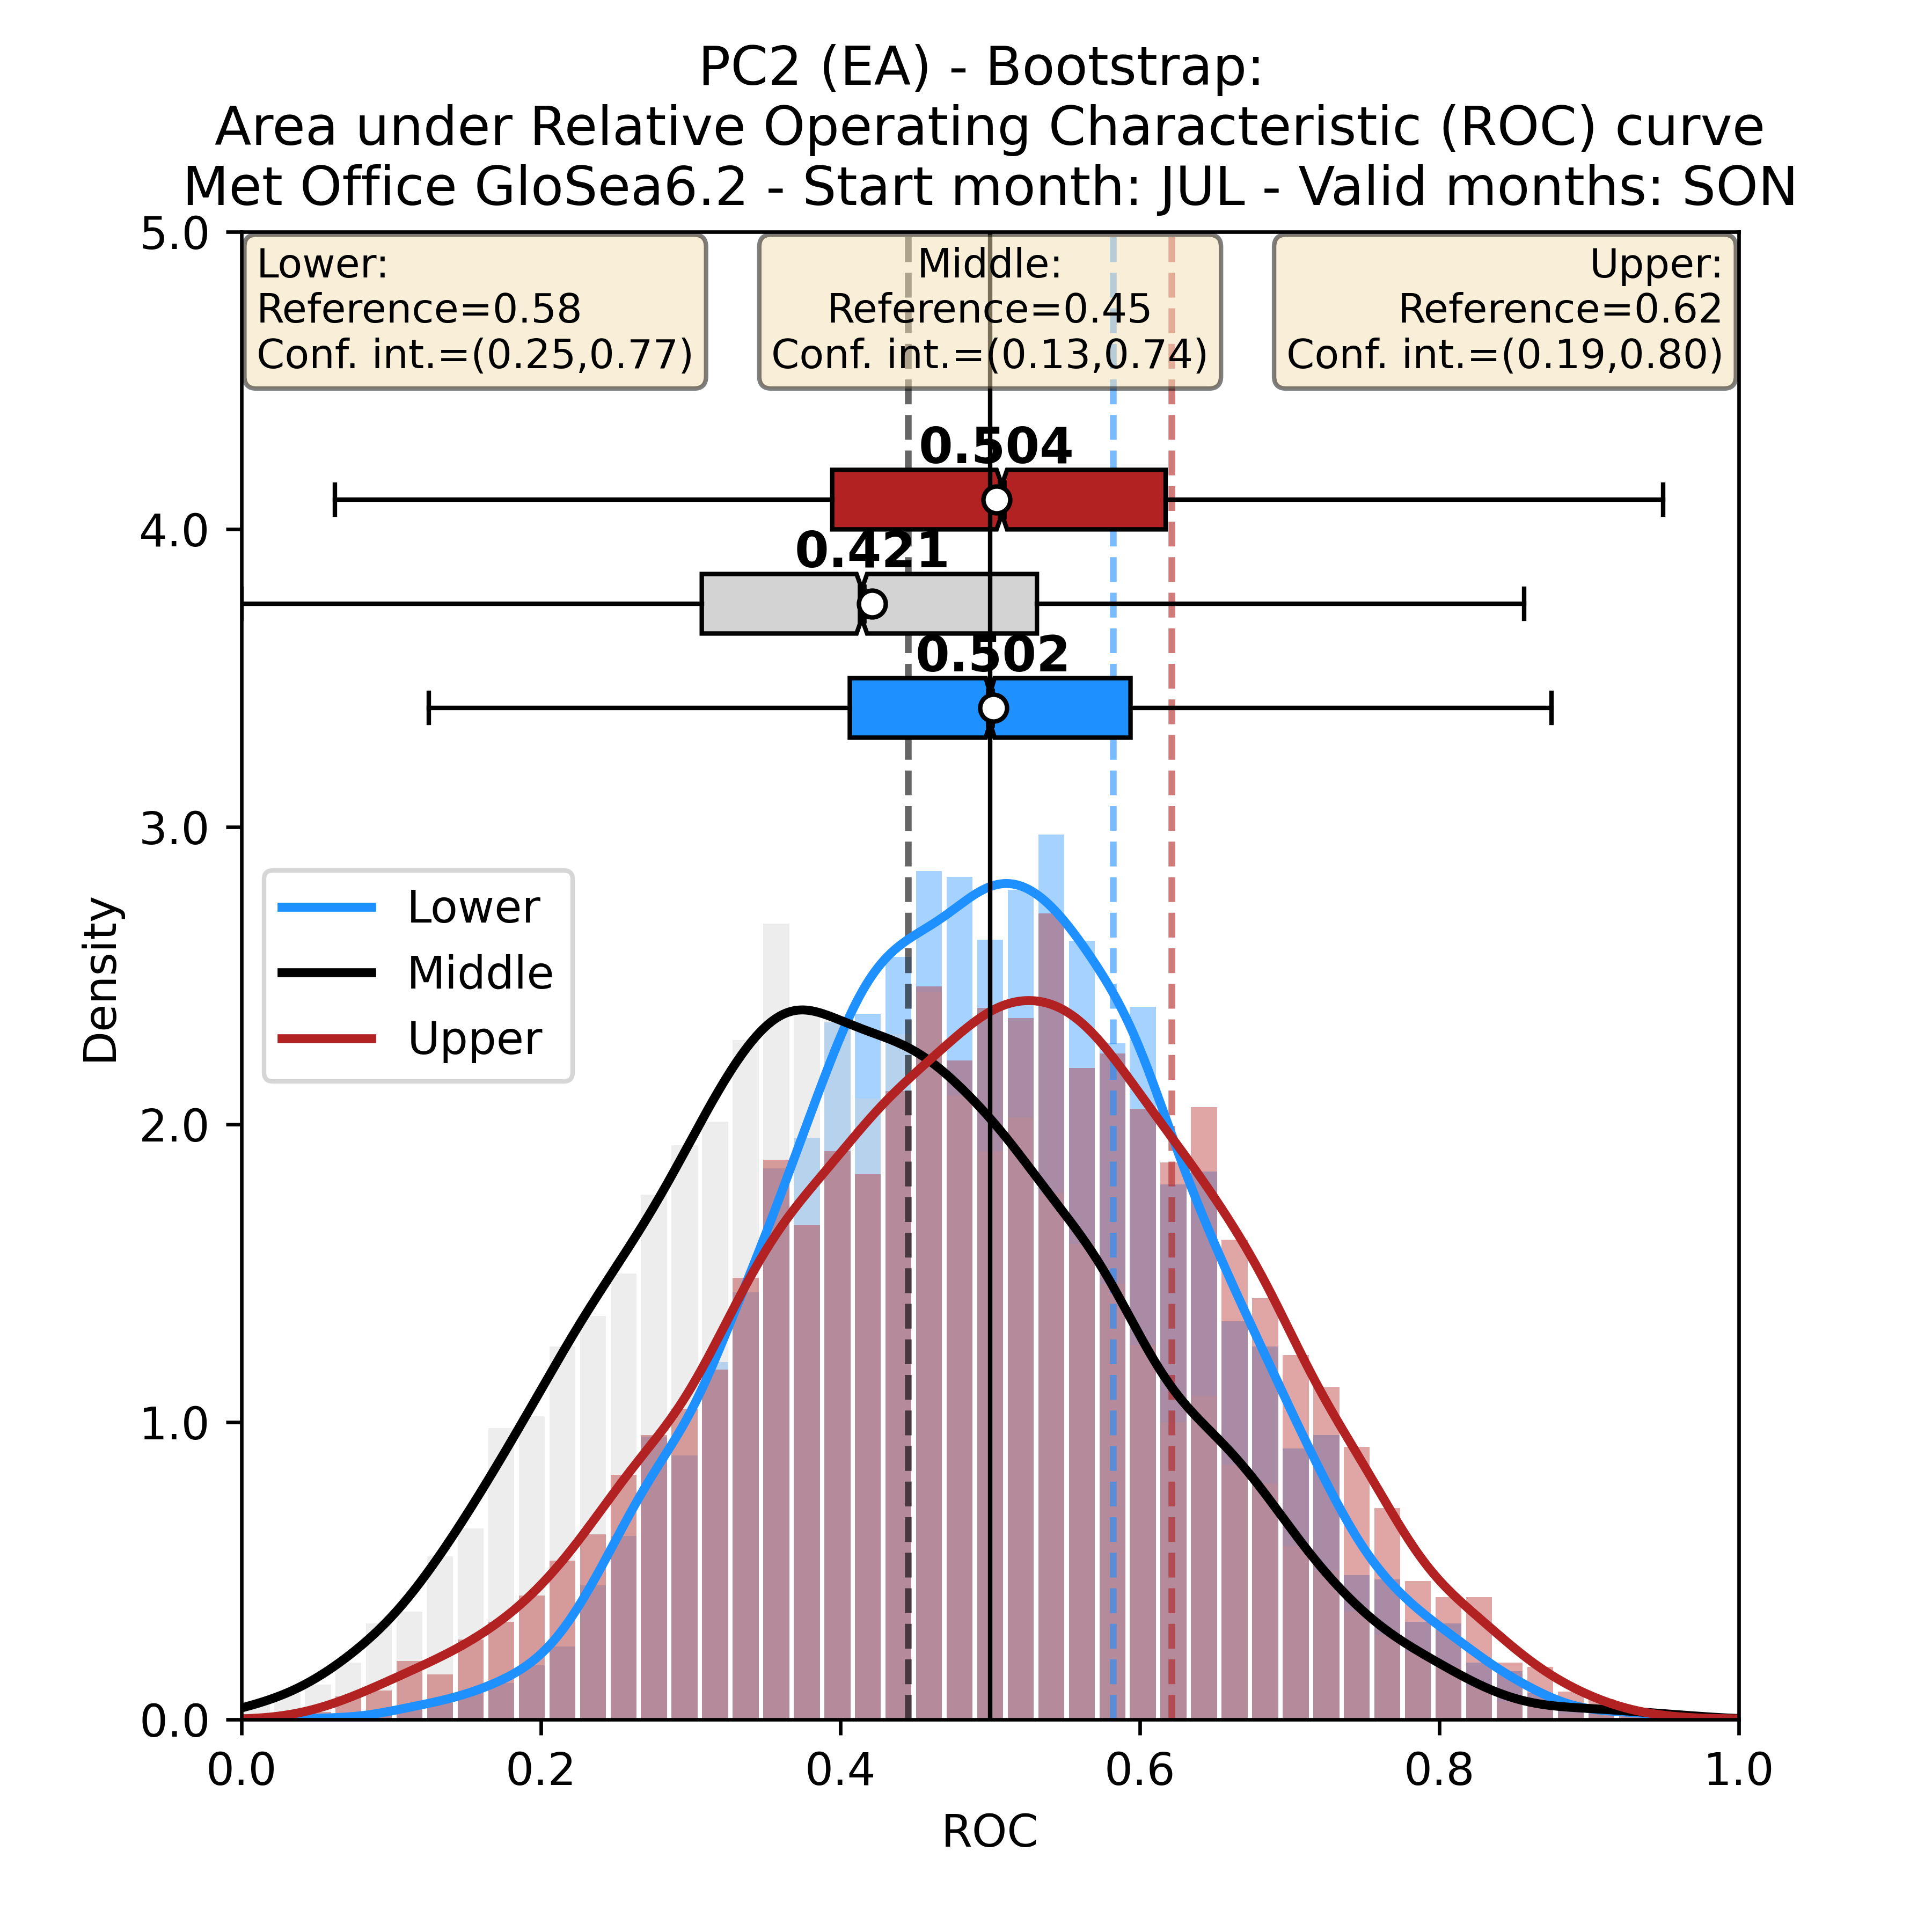 PC2 (EA) - Bootstrap:
Area under Relative Operating Characteristic (ROC) curve
Met Office GloSea6.2 - Start month: JUL - Valid months: SON
Lower:
Reference=0.58
Conf. int.=(0.25,0.77)
Middle:
Reference=0.45
Conf. int.=(0.13,0.74)
Upper:
Reference=0.62
Conf. int.=(0.19,0.80)
0.504
0.421
0.502
5.0
4.0
3.0
2.0
1.0
0.0
Density
Lower
Middle
Upper
0.0 0.2 0.4 0.6 0.8 1.0
ROC